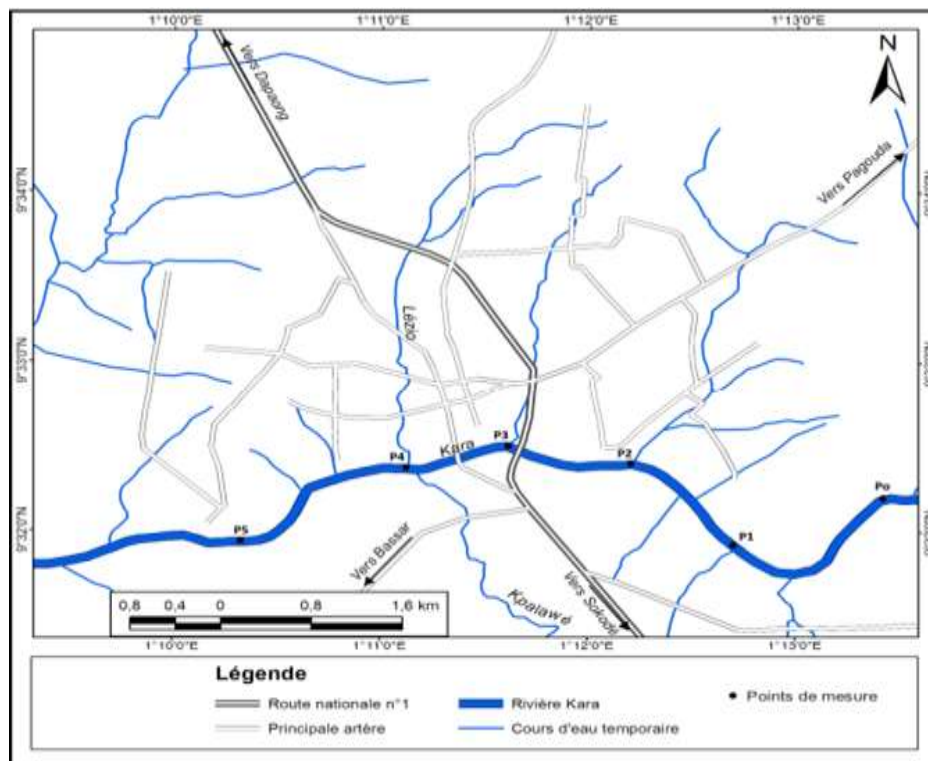 1°10'0"E 1°11'0"E 1°12'0"E 1°13'0"E
N
Vers Dapaong
Vers Pagouda
9°34'0"N
Lézio
9°33'0"N
Kara
P3
P4
P2
Po
P5
P1
9°32'0"N
Vers Bassar
Vers Sokodé
Kpalawé
0,8 0,4 0 0,8 1,6 km
1°10'0"E 1°11'0"E 1°12'0"E 1°13'0"E
Légende
Route nationale n°1
Rivière Kara
Points de mesure
Principale artère
Cours d'eau temporaire